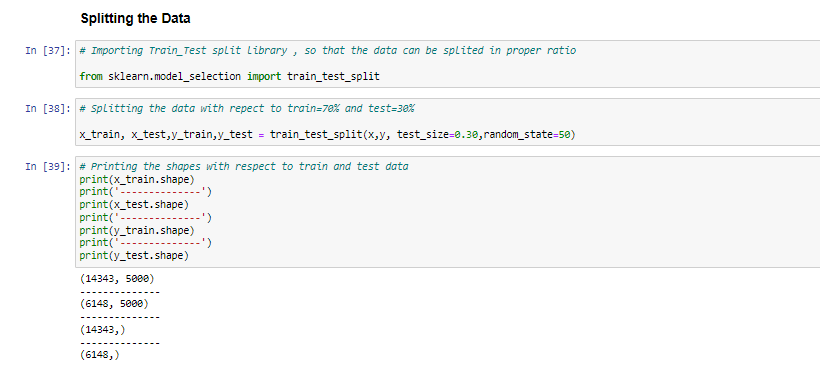 Splitting the Data
In [37]: # Importing Train_Test split Library , so that the data can be splited in proper ratio
from sklearn.model_selection import train_test_split
In [38]: # Splitting the data with repect to train=70% and test=30%
x_train, x_test,y_train,y_test = train_test_split(x,y, test_size=0.30,random_state=50)
In [39]: # Printing the shapes with respect to train and test data
print(x_train.shape)
print('--------------')
print(x_test.shape)
print('--------------')
print(y_train.shape)
print('--------------')
print(y_test.shape)
(14343, 5000)
--------------
(6148, 5000)
--------------
(14343,)
--------------
(6148,)